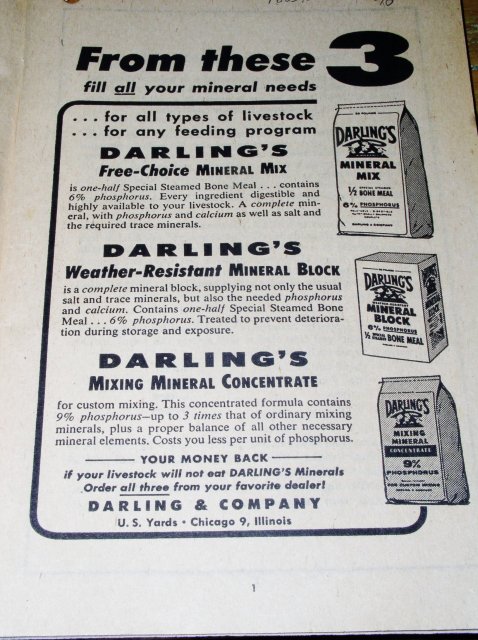 From these 3
fill all your mineral needs
. . . for all types of livestock
. . . for any feeding program
DARLING'S
Free-Choice MINERAL MIX
is one-half Special Steamed Bone Meal . . . contains
6% phosphorus. Every ingredient digestible and
highly available to your livestock. A complete min-
eral, with phosphorus and calcium as well as salt and
the required trace minerals.
DARLING'S
MINERAL
MIX
½ SPECIAL STEAMED
BONE MEAL
6% PHOSPHORUS
DARLING & COMPANY
DARLING'S
Weather-Resistant MINERAL BLOCK
is a complete mineral block, supplying not only the usual
salt and trace minerals, but also the needed phosphorus
and calcium. Contains one-half Special Steamed Bone
Meal . . . 6% phosphorus. Treated to prevent deteriora-
tion during storage and exposure.
DARLING'S
MINERAL
BLOCK
6% PHOSPHORUS
½ BONE MEAL
DARLING'S
MIXING MINERAL CONCENTRATE
for custom mixing. This concentrated formula contains
9% phosphorus—up to 3 times that of ordinary mixing
minerals, plus a proper balance of all other necessary
mineral elements. Costs you less per unit of phosphorus.
DARLING'S
MIXING
MINERAL
CONCENTRATE
9%
PHOSPHORUS
FOR CUSTOM MIXING
YOUR MONEY BACK
if your livestock will not eat DARLING'S Minerals
Order all three from your favorite dealer!
DARLING & COMPANY
U. S. Yards • Chicago 9, Illinois
1